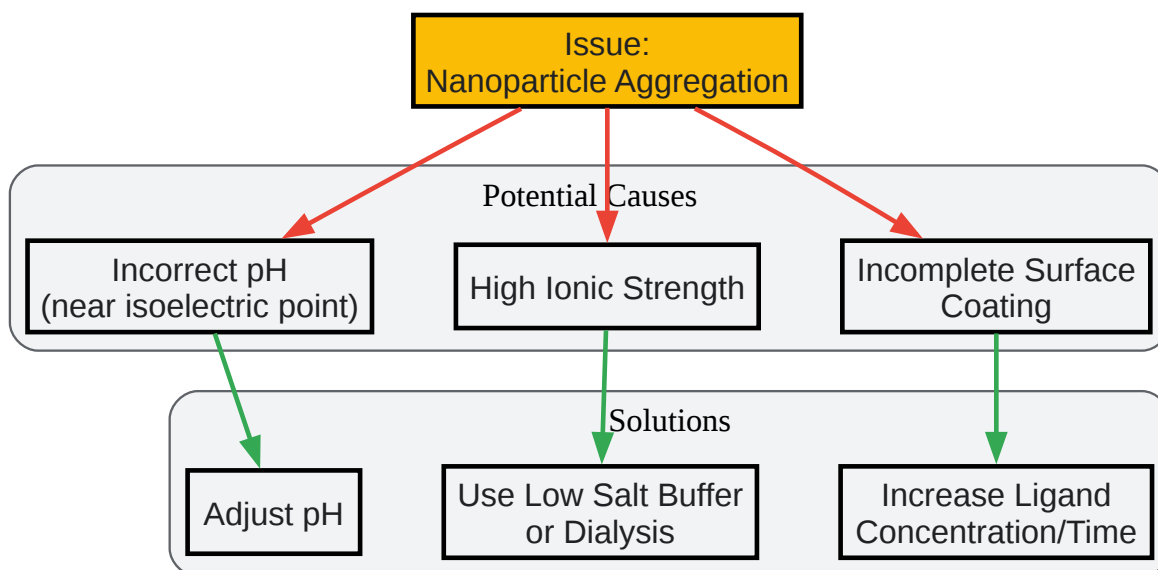 Issue:
Nanoparticle Aggregation
Potential Causes
Incorrect pH
(near isoelectric point)
High Ionic Strength
Incomplete Surface
Coating
Solutions
Adjust pH
Use Low Salt Buffer
or Dialysis
Increase Ligand
Concentration/Time